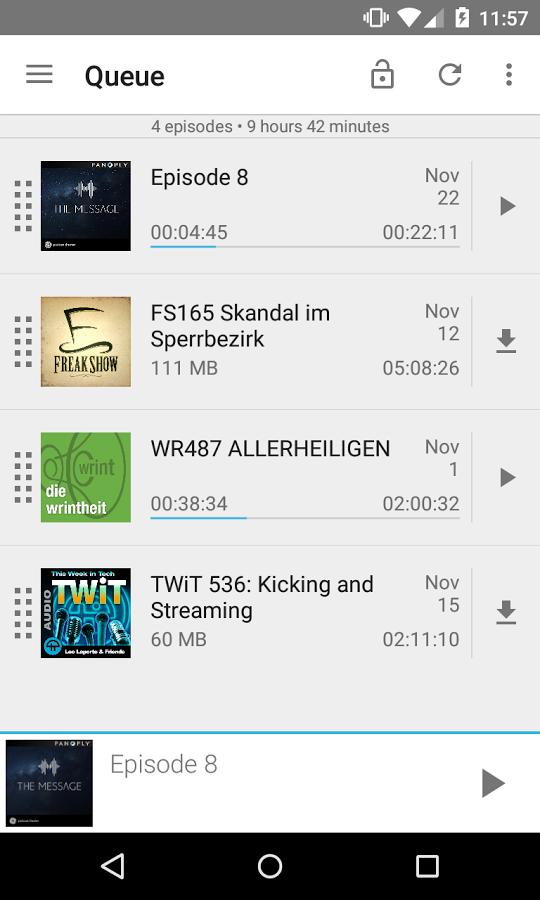 11:57
Queue
4 episodes • 9 hours 42 minutes
PANOPLY
THE MESSAGE
Episode 8
Nov
22
00:04:45
00:22:11
FREAK SHOW
FS165 Skandal im
Sperrbezirk
Nov
12
111 MB
05:08:26
wrint
die
wrintheit
WR487 ALLERHEILIGEN
Nov
1
00:38:34
02:00:32
This Week in Tech
TWiT
AUDIO
Leo Laporte & Friends
TWiT 536: Kicking and
Streaming
Nov
15
60 MB
02:11:10
PANOPLY
THE MESSAGE
Episode 8